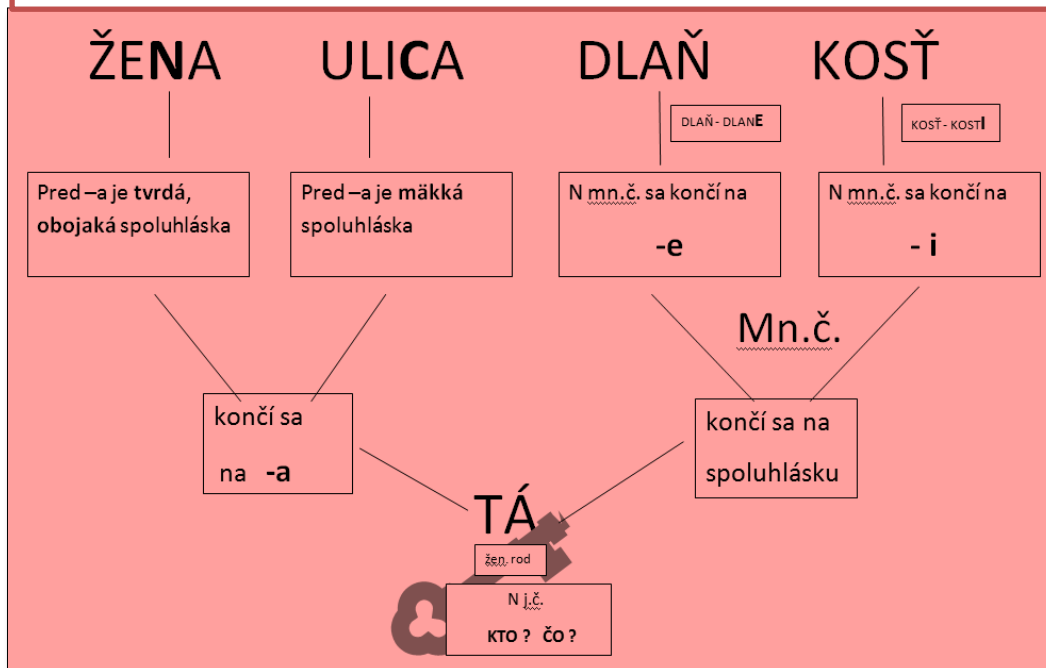 ŽENA ULICA DLAŇ KOSŤ
DLAŇ - DLANE
KOSŤ - KOSTI
Pred –a je tvrdá,
obojaká spoluhláska
Pred –a je mäkká
spoluhláska
N mn.č. sa končí na
-e
N mn.č. sa končí na
- i
Mn.č.
končí sa
na -a
končí sa na
spoluhlásku
TÁ
žen. rod
N j.č.
KTO ? ČO ?